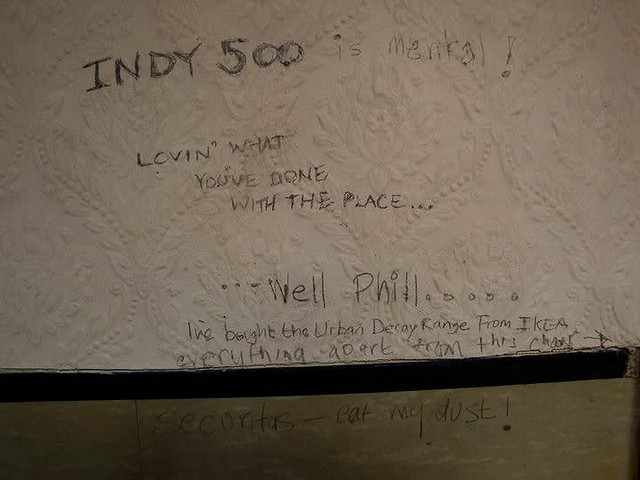 INDY 500 is mental!
LOVIN' WHAT
YOU'VE DONE
WITH THE PLACE...
...Well Phill......
I've bought the Urban Decay Range From IKEA
everything apart from this chair
securitas - eat my dust!